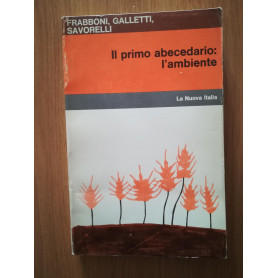 FRABBONI, GALLETTI,
SAVORELLI
Il primo abecedario:
l'ambiente
La Nuova Italia